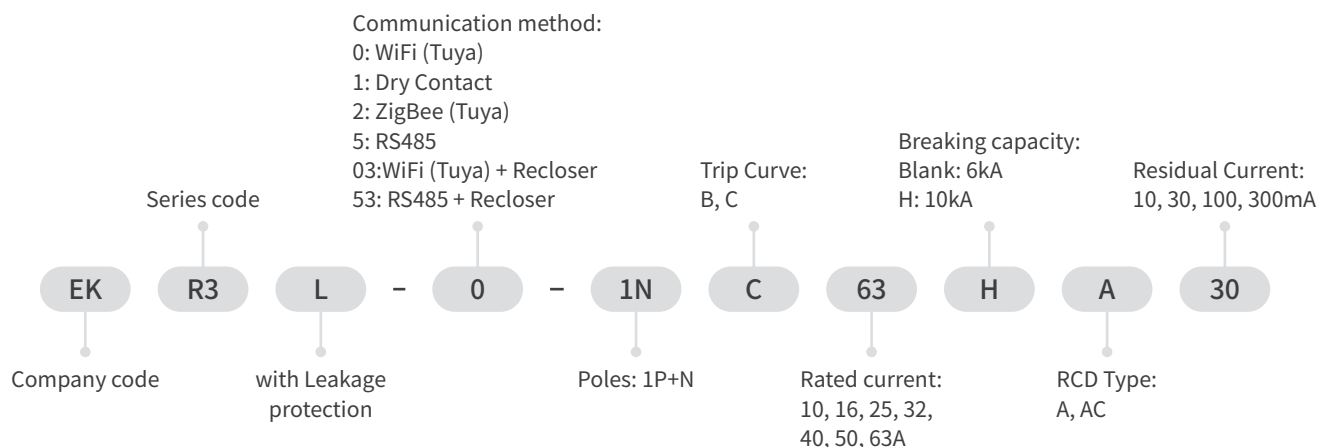 Communication method:
0: WiFi (Tuya)
1: Dry Contact
2: ZigBee (Tuya)
5: RS485
03:WiFi (Tuya) + Recloser
53: RS485 + Recloser
Series code
Trip Curve:
B, C
Breaking capacity:
Blank: 6kA
H: 10kA
Residual Current:
10, 30, 100, 300mA
EK R3 L – 0 – 1N C 63 H A 30
Company code
with Leakage
protection
Poles: 1P+N
Rated current:
10, 16, 25, 32,
40, 50, 63A
RCD Type:
A, AC